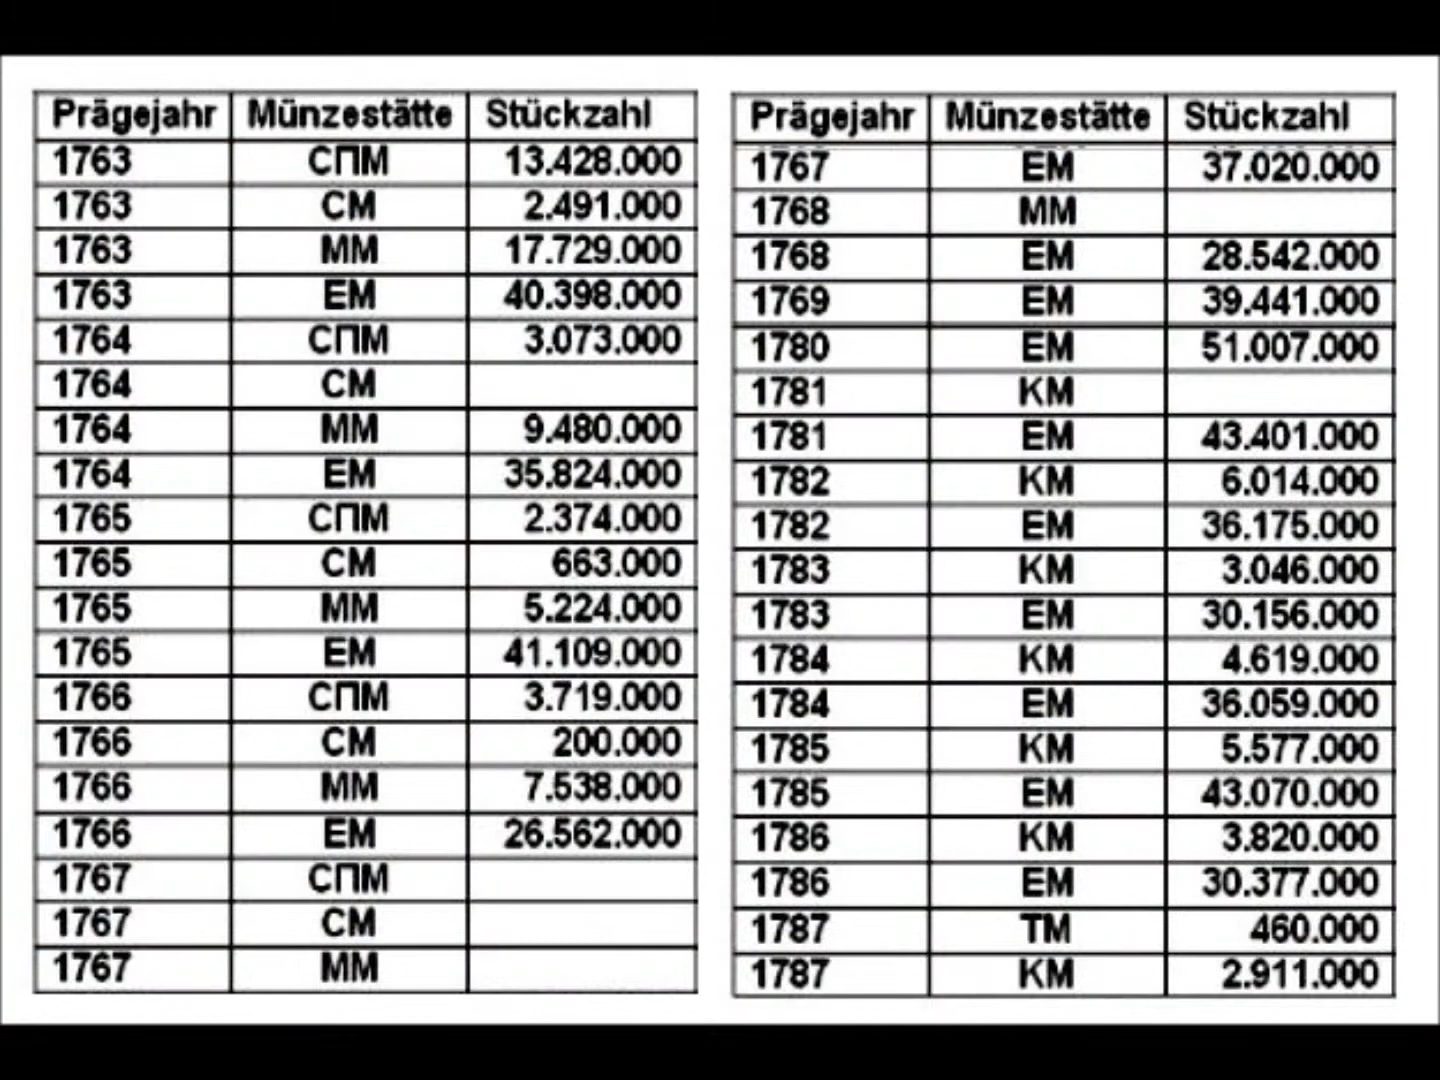 Prägejahr Münzestätte Stückzahl
1763 СПМ 13.428.000
1763 СМ 2.491.000
1763 ММ 17.729.000
1763 ЕМ 40.398.000
1764 СПМ 3.073.000
1764 СМ
1764 ММ 9.480.000
1764 ЕМ 35.824.000
1765 СПМ 2.374.000
1765 СМ 663.000
1765 ММ 5.224.000
1765 ЕМ 41.109.000
1766 СПМ 3.719.000
1766 СМ 200.000
1766 ММ 7.538.000
1766 ЕМ 26.562.000
1767 СПМ
1767 СМ
1767 ММ
Prägejahr Münzestätte Stückzahl
1767 ЕМ 37.020.000
1768 ММ
1768 ЕМ 28.542.000
1769 ЕМ 39.441.000
1780 ЕМ 51.007.000
1781 КМ
1781 ЕМ 43.401.000
1782 КМ 6.014.000
1782 ЕМ 36.175.000
1783 КМ 3.046.000
1783 ЕМ 30.156.000
1784 КМ 4.619.000
1784 ЕМ 36.059.000
1785 КМ 5.577.000
1785 ЕМ 43.070.000
1786 КМ 3.820.000
1786 ЕМ 30.377.000
1787 ТМ 460.000
1787 КМ 2.911.000